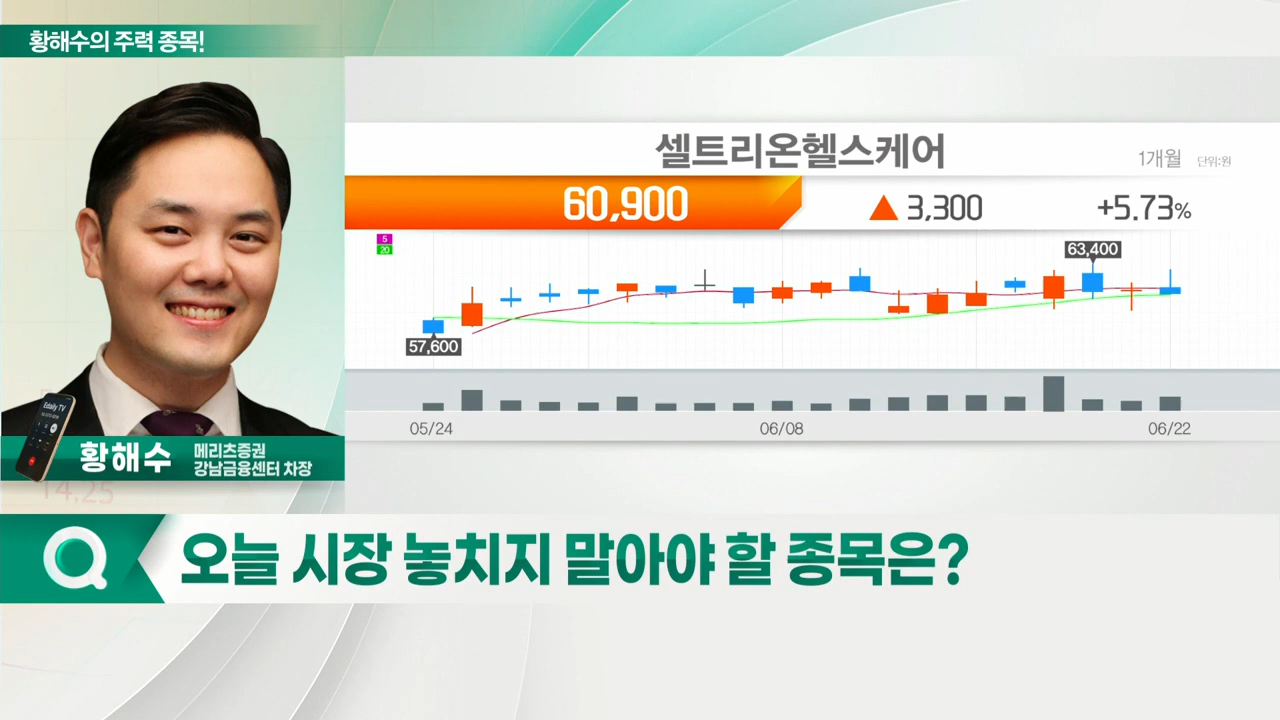 황해수의 주력 종목!
셀트리온헬스케어
1개월 단위:원
60,900 ▲ 3,300 +5.73%
5
20
63,400
57,600
05/24 06/08 06/22
Edaily TV
황해수 메리츠증권
강남금융센터 차장
14.25
Q 오늘 시장 놓치지 말아야 할 종목은?